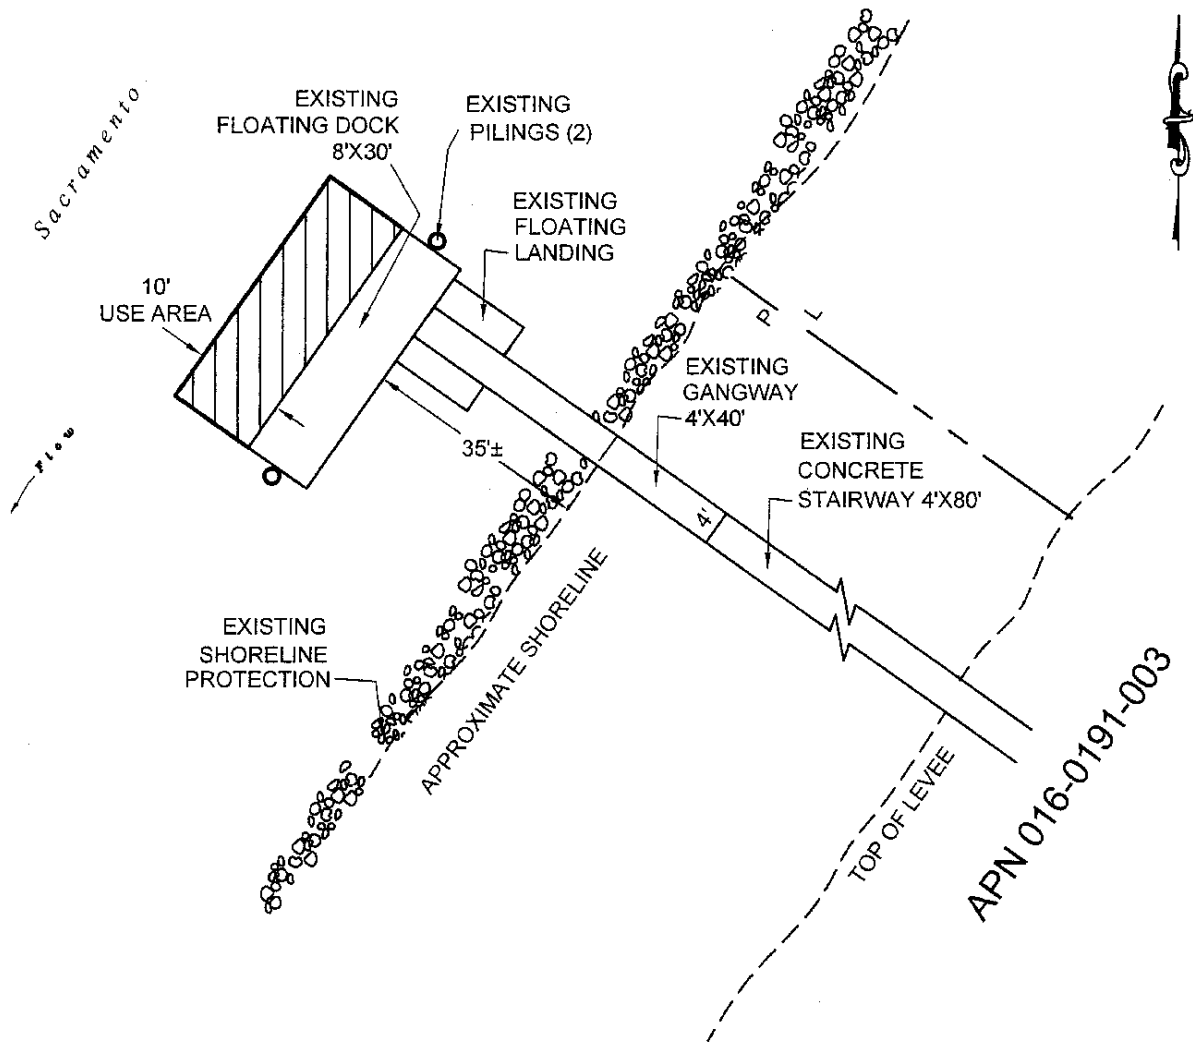 Sacramento
EXISTING
FLOATING DOCK
8'X30'
EXISTING
PILINGS (2)
EXISTING
FLOATING
LANDING
10'
USE AREA
P L
EXISTING
GANGWAY
4'X40'
35'±
EXISTING
CONCRETE
STAIRWAY 4'X80'
4'
Flow
EXISTING
SHORELINE
PROTECTION
APPROXIMATE SHORELINE
TOP OF LEVEE
APN 016-0191-003